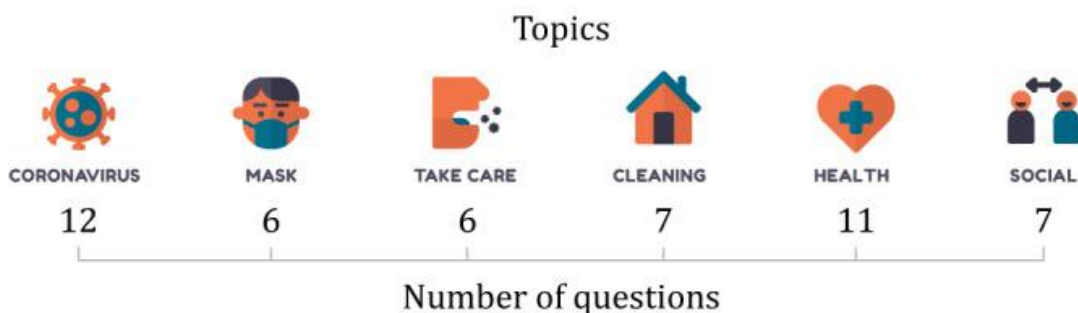 Topics
CORONAVIRUS MASK TAKE CARE CLEANING HEALTH SOCIAL
12 6 6 7 11 7
Number of questions